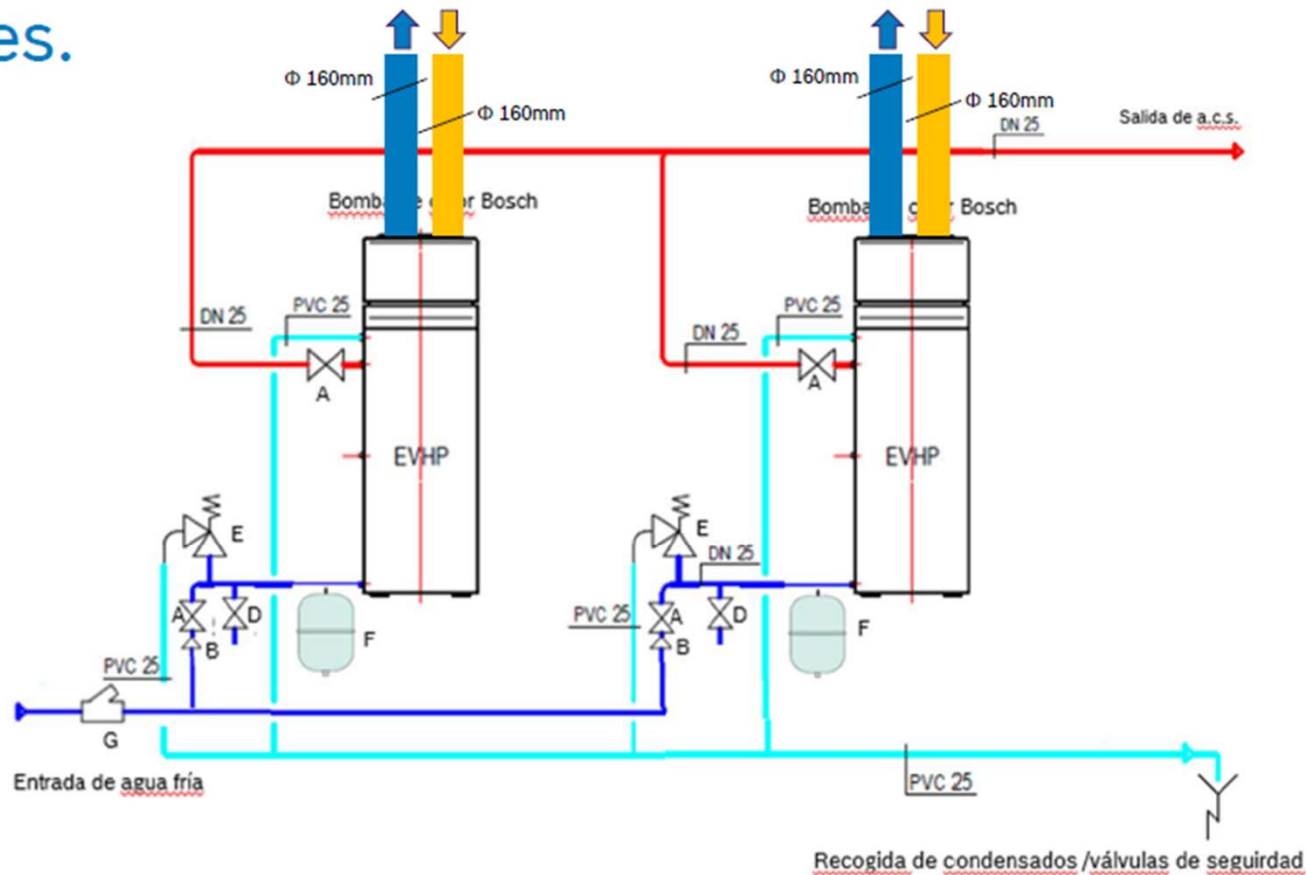 es.
Φ 160mm
Φ 160mm
Φ 160mm
Φ 160mm
DN 25
Salida de a.c.s.
Bosch
Bosch
PVC 25
DN 25
PVC 25
DN 25
A
A
EVHP
EVHP
E
E
DN 25
A
D
PVC 25
A
D
F
F
B
B
PVC 25
G
Entrada de agua fría
PVC 25
Recogida de condensados /válvulas de seguirdad